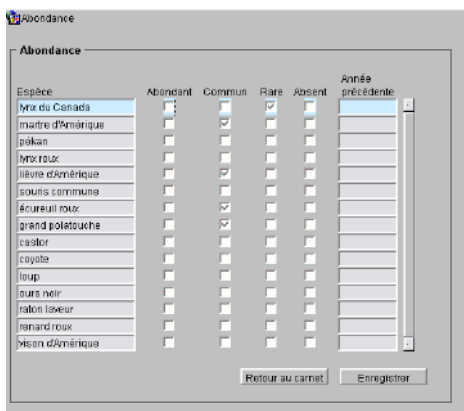 Abondance
Abondance
Année
Espèce Abondant Commun Rare Absent précédente
lynx du Canada
martre d'Amérique
pékan
lynx roux
lièvre d'Amérique
souris commune
écureuil roux
grand polatouche
castor
coyote
loup
ours noir
raton laveur
renard roux
vison d'Amérique
Retour au carnet Enregistrer